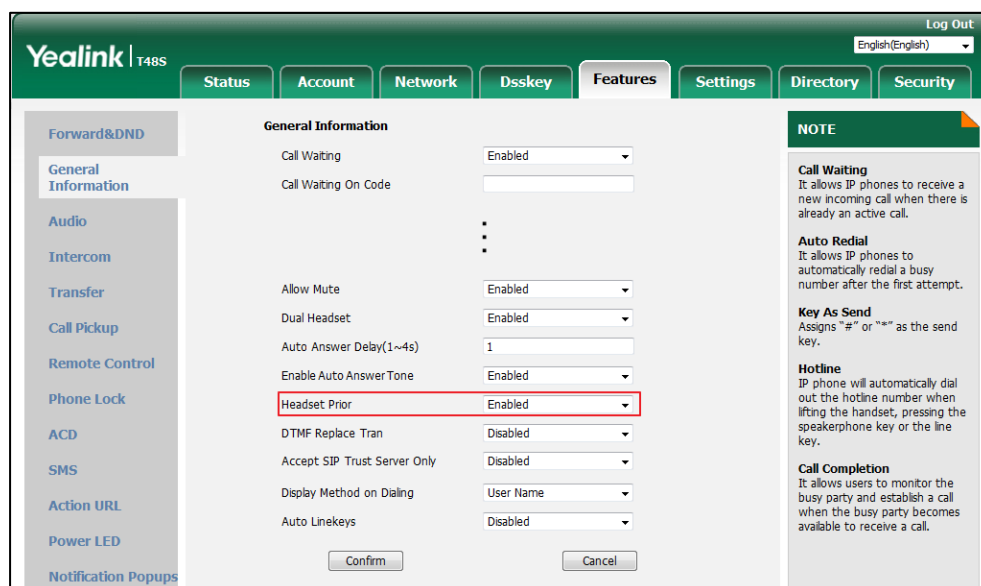 Log Out
Yealink T48S
English(English)
Status Account Network Dsskey Features Settings Directory Security
Forward&DND
General
Information
Audio
Intercom
Transfer
Call Pickup
Remote Control
Phone Lock
ACD
SMS
Action URL
Power LED
Notification Popups
General Information
Call Waiting Enabled
Call Waiting On Code
Allow Mute Enabled
Dual Headset Enabled
Auto Answer Delay(1~4s) 1
Enable Auto Answer Tone Enabled
Headset Prior Enabled
DTMF Replace Tran Disabled
Accept SIP Trust Server Only Disabled
Display Method on Dialing User Name
Auto Linekeys Disabled
Confirm Cancel
NOTE
Call Waiting
It allows IP phones to receive a
new incoming call when there is
already an active call.
Auto Redial
It allows IP phones to
automatically redial a busy
number after the first attempt.
Key As Send
Assigns "#" or "*" as the send
key.
Hotline
IP phone will automatically dial
out the hotline number when
lifting the handset, pressing the
speakerphone key or the line
key.
Call Completion
It allows users to monitor the
busy party and establish a call
when the busy party becomes
available to receive a call.